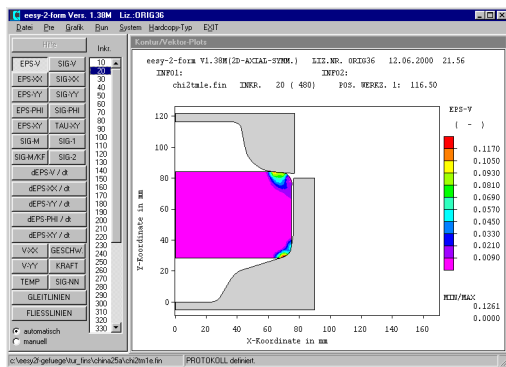 eesy-2-form Vers. 1.38M Liz.:ORIG36
Datei Pre Grafik Run System Hardcopy-Typ EXIT
Hilfe
Inkr.
EPS-V SIG-V
EPS-XX SIG-XX
EPS-YY SIG-YY
EPS-PHI SIG-PHI
EPS-XY TAU-XY
SIG-M SIG-1
SIG-M/KF SIG-2
dEPS-V / dt
dEPS-XX / dt
dEPS-YY / dt
dEPS-PHI / dt
dEPS-XY / dt
V-XX GESCHW.
V-YY KRAFT
TEMP SIG-NN
GLEITLINIEN
FLIESSLINIEN
automatisch
manuell
10
20
30
40
50
60
70
80
90
100
110
120
130
140
150
160
170
180
190
200
210
220
230
240
250
260
270
280
290
300
310
320
330
Kontur/Vektor-Plots
eesy-2-form V1.38M(2D-AXIAL-SYMM.) LIZ.NR. ORIG36 12.06.2000 21.56
INFO1: INFO2:
chi2tm1e.fin INKR. 20 ( 480) POS. WERKZ. 1: 116.50
EPS-V
( - )
0.1170
0.1050
0.0930
0.0810
0.0690
0.0570
0.0450
0.0330
0.0210
0.0090
MIN/MAX
0.1261
0.0000
Y-Koordinate in mm
120
100
80
60
40
20
0
0 20 40 60 80 100 120 140 160
X-Koordinate in mm
c:\eesy2f-gefuege\tur_fins\china25a\chi2tm1e.fin PROTOKOLL definiert.